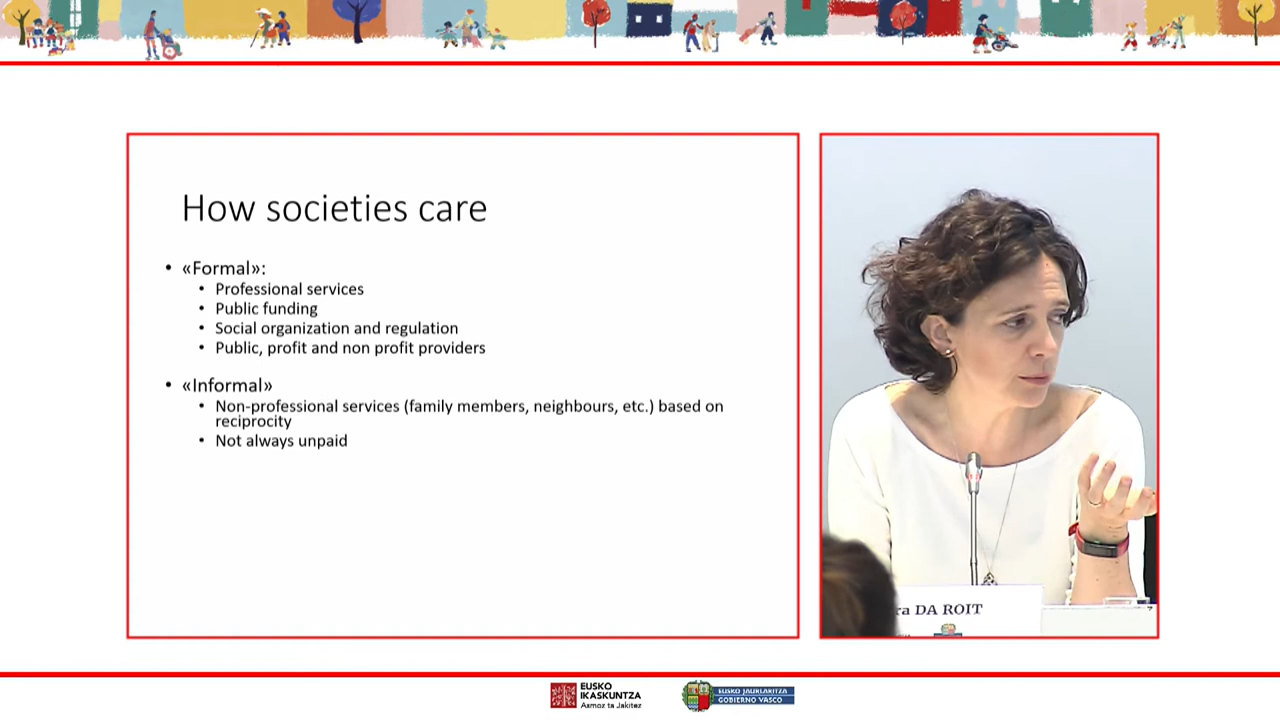 How societies care
• «Formal»:
• Professional services
• Public funding
• Social organization and regulation
• Public, profit and non profit providers
• «Informal»
• Non-professional services (family members, neighbours, etc.) based on
reciprocity
• Not always unpaid
ra DA ROIT
EUSKO
IKASKUNTZA
Asmoz ta Jakitez
EUSKO JAURLARITZA
GOBIERNO VASCO